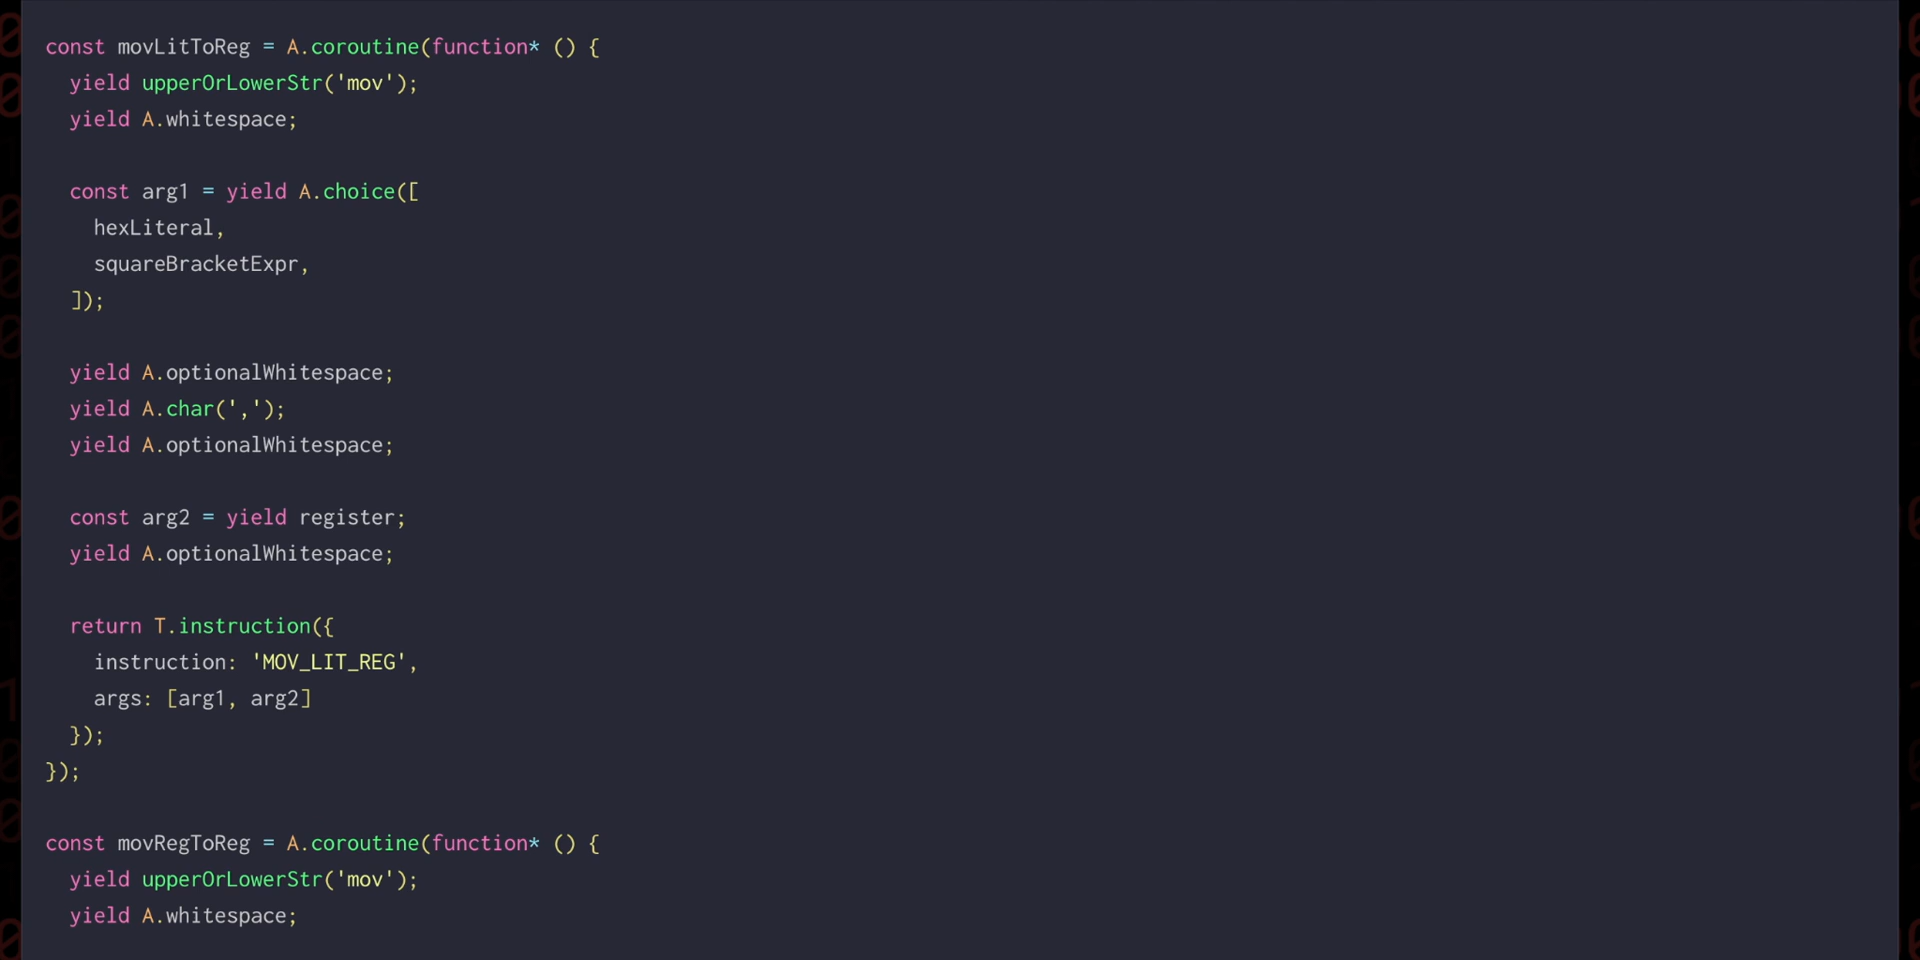 const movLitToReg = A.coroutine(function* () {
  yield upperOrLowerStr('mov');
  yield A.whitespace;

  const arg1 = yield A.choice([
    hexLiteral,
    squareBracketExpr,
  ]);

  yield A.optionalWhitespace;
  yield A.char(',');
  yield A.optionalWhitespace;

  const arg2 = yield register;
  yield A.optionalWhitespace;

  return T.instruction({
    instruction: 'MOV_LIT_REG',
    args: [arg1, arg2]
  });
});

const movRegToReg = A.coroutine(function* () {
  yield upperOrLowerStr('mov');
  yield A.whitespace;